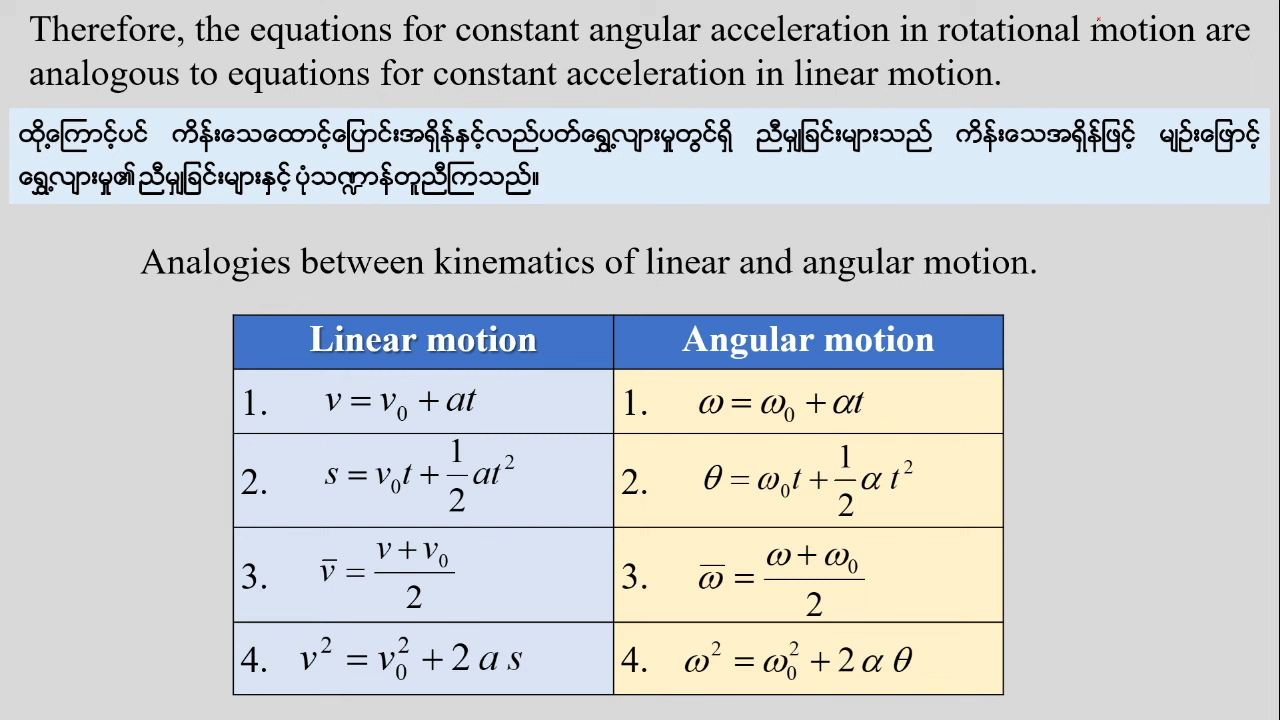 Therefore, the equations for constant angular acceleration in rotational motion are
analogous to equations for constant acceleration in linear motion.
ထို့ကြောင့်ပင် ကိန်းသေထောင့်ပြောင်းအရှိန်နှင့်လည်ပတ်ရွှေ့လျားမှုတွင်ရှိ ညီမျှခြင်းများသည် ကိန်းသေအရှိန်ဖြင့် မျဉ်းဖြောင့်
ရွှေ့လျားမှု၏ညီမျှခြင်းများနှင့် ပုံသဏ္ဍာန်တူညီကြသည်။
Analogies between kinematics of linear and angular motion.
Linear motion Angular motion
1. v = v₀ + at 1. ω = ω₀ + αt
2. s = v₀t + 1/2 at² 2. θ = ω₀t + 1/2 α t²
3. v̅ = (v + v₀)/2 3. ω̅ = (ω + ω₀)/2
4. v² = v₀² + 2 a s 4. ω² = ω₀² + 2 α θ